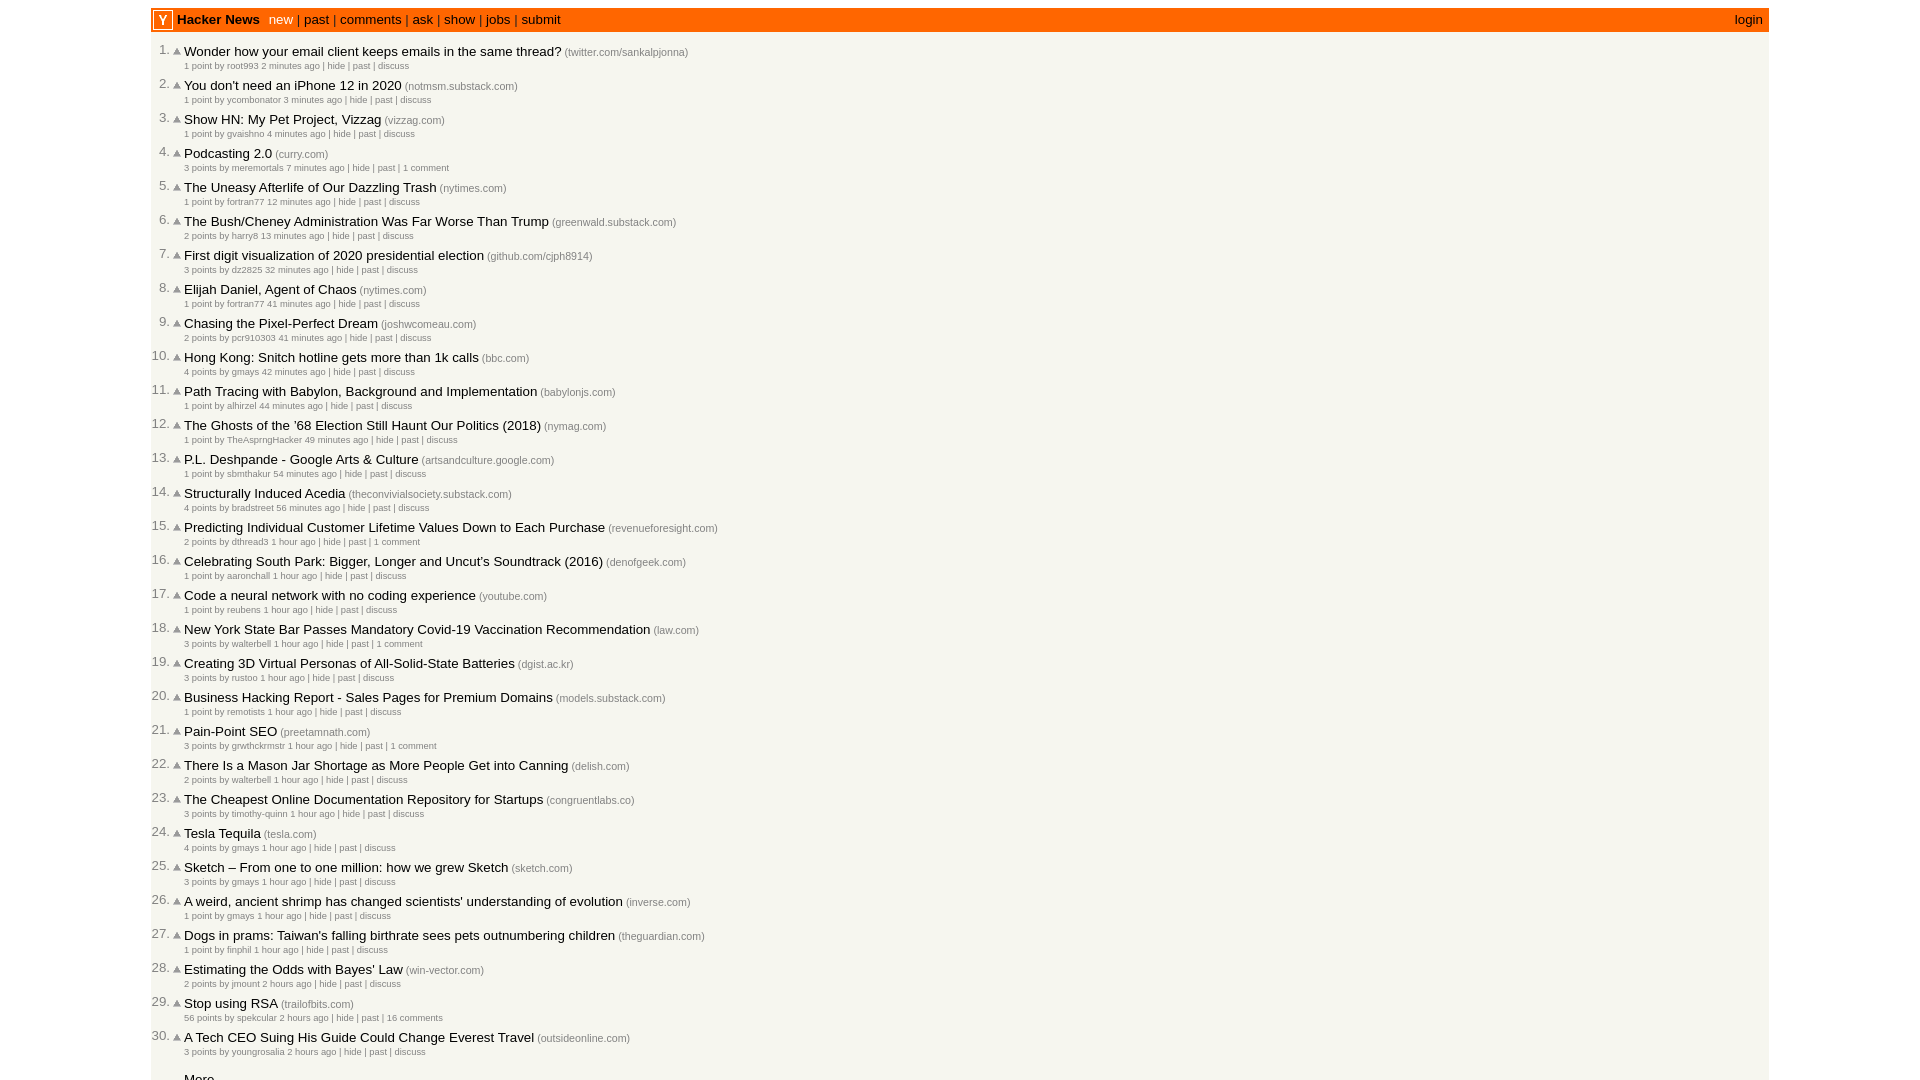 Y Hacker News new | past | comments | ask | show | jobs | submit login
1. Wonder how your email client keeps emails in the same thread? (twitter.com/sankalpjonna)
1 point by root993 2 minutes ago | hide | past | discuss
2. You don't need an iPhone 12 in 2020 (notmsm.substack.com)
1 point by ycombonator 3 minutes ago | hide | past | discuss
3. Show HN: My Pet Project, Vizzag (vizzag.com)
1 point by gvaishno 4 minutes ago | hide | past | discuss
4. Podcasting 2.0 (curry.com)
3 points by meremortals 7 minutes ago | hide | past | 1 comment
5. The Uneasy Afterlife of Our Dazzling Trash (nytimes.com)
1 point by fortran77 12 minutes ago | hide | past | discuss
6. The Bush/Cheney Administration Was Far Worse Than Trump (greenwald.substack.com)
2 points by harry8 13 minutes ago | hide | past | discuss
7. First digit visualization of 2020 presidential election (github.com/cjph8914)
3 points by dz2825 32 minutes ago | hide | past | discuss
8. Elijah Daniel, Agent of Chaos (nytimes.com)
1 point by fortran77 41 minutes ago | hide | past | discuss
9. Chasing the Pixel-Perfect Dream (joshwcomeau.com)
2 points by pcr910303 41 minutes ago | hide | past | discuss
10. Hong Kong: Snitch hotline gets more than 1k calls (bbc.com)
4 points by gmays 42 minutes ago | hide | past | discuss
11. Path Tracing with Babylon, Background and Implementation (babylonjs.com)
1 point by alhirzel 44 minutes ago | hide | past | discuss
12. The Ghosts of the ’68 Election Still Haunt Our Politics (2018) (nymag.com)
1 point by TheAsprngHacker 49 minutes ago | hide | past | discuss
13. P.L. Deshpande - Google Arts & Culture (artsandculture.google.com)
1 point by sbmthakur 54 minutes ago | hide | past | discuss
14. Structurally Induced Acedia (theconvivialsociety.substack.com)
4 points by bradstreet 56 minutes ago | hide | past | discuss
15. Predicting Individual Customer Lifetime Values Down to Each Purchase (revenueforesight.com)
2 points by dthread3 1 hour ago | hide | past | 1 comment
16. Celebrating South Park: Bigger, Longer and Uncut’s Soundtrack (2016) (denofgeek.com)
1 point by aaronchall 1 hour ago | hide | past | discuss
17. Code a neural network with no coding experience (youtube.com)
1 point by reubens 1 hour ago | hide | past | discuss
18. New York State Bar Passes Mandatory Covid-19 Vaccination Recommendation (law.com)
3 points by walterbell 1 hour ago | hide | past | 1 comment
19. Creating 3D Virtual Personas of All-Solid-State Batteries (dgist.ac.kr)
3 points by rustoo 1 hour ago | hide | past | discuss
20. Business Hacking Report - Sales Pages for Premium Domains (models.substack.com)
1 point by remotists 1 hour ago | hide | past | discuss
21. Pain-Point SEO (preetamnath.com)
3 points by grwthckrmstr 1 hour ago | hide | past | 1 comment
22. There Is a Mason Jar Shortage as More People Get into Canning (delish.com)
2 points by walterbell 1 hour ago | hide | past | discuss
23. The Cheapest Online Documentation Repository for Startups (congruentlabs.co)
3 points by timothy-quinn 1 hour ago | hide | past | discuss
24. Tesla Tequila (tesla.com)
4 points by gmays 1 hour ago | hide | past | discuss
25. Sketch – From one to one million: how we grew Sketch (sketch.com)
3 points by gmays 1 hour ago | hide | past | discuss
26. A weird, ancient shrimp has changed scientists' understanding of evolution (inverse.com)
1 point by gmays 1 hour ago | hide | past | discuss
27. Dogs in prams: Taiwan's falling birthrate sees pets outnumbering children (theguardian.com)
1 point by finphil 1 hour ago | hide | past | discuss
28. Estimating the Odds with Bayes' Law (win-vector.com)
2 points by jmount 2 hours ago | hide | past | discuss
29. Stop using RSA (trailofbits.com)
56 points by spekcular 2 hours ago | hide | past | 16 comments
30. A Tech CEO Suing His Guide Could Change Everest Travel (outsideonline.com)
3 points by youngrosalia 2 hours ago | hide | past | discuss
More